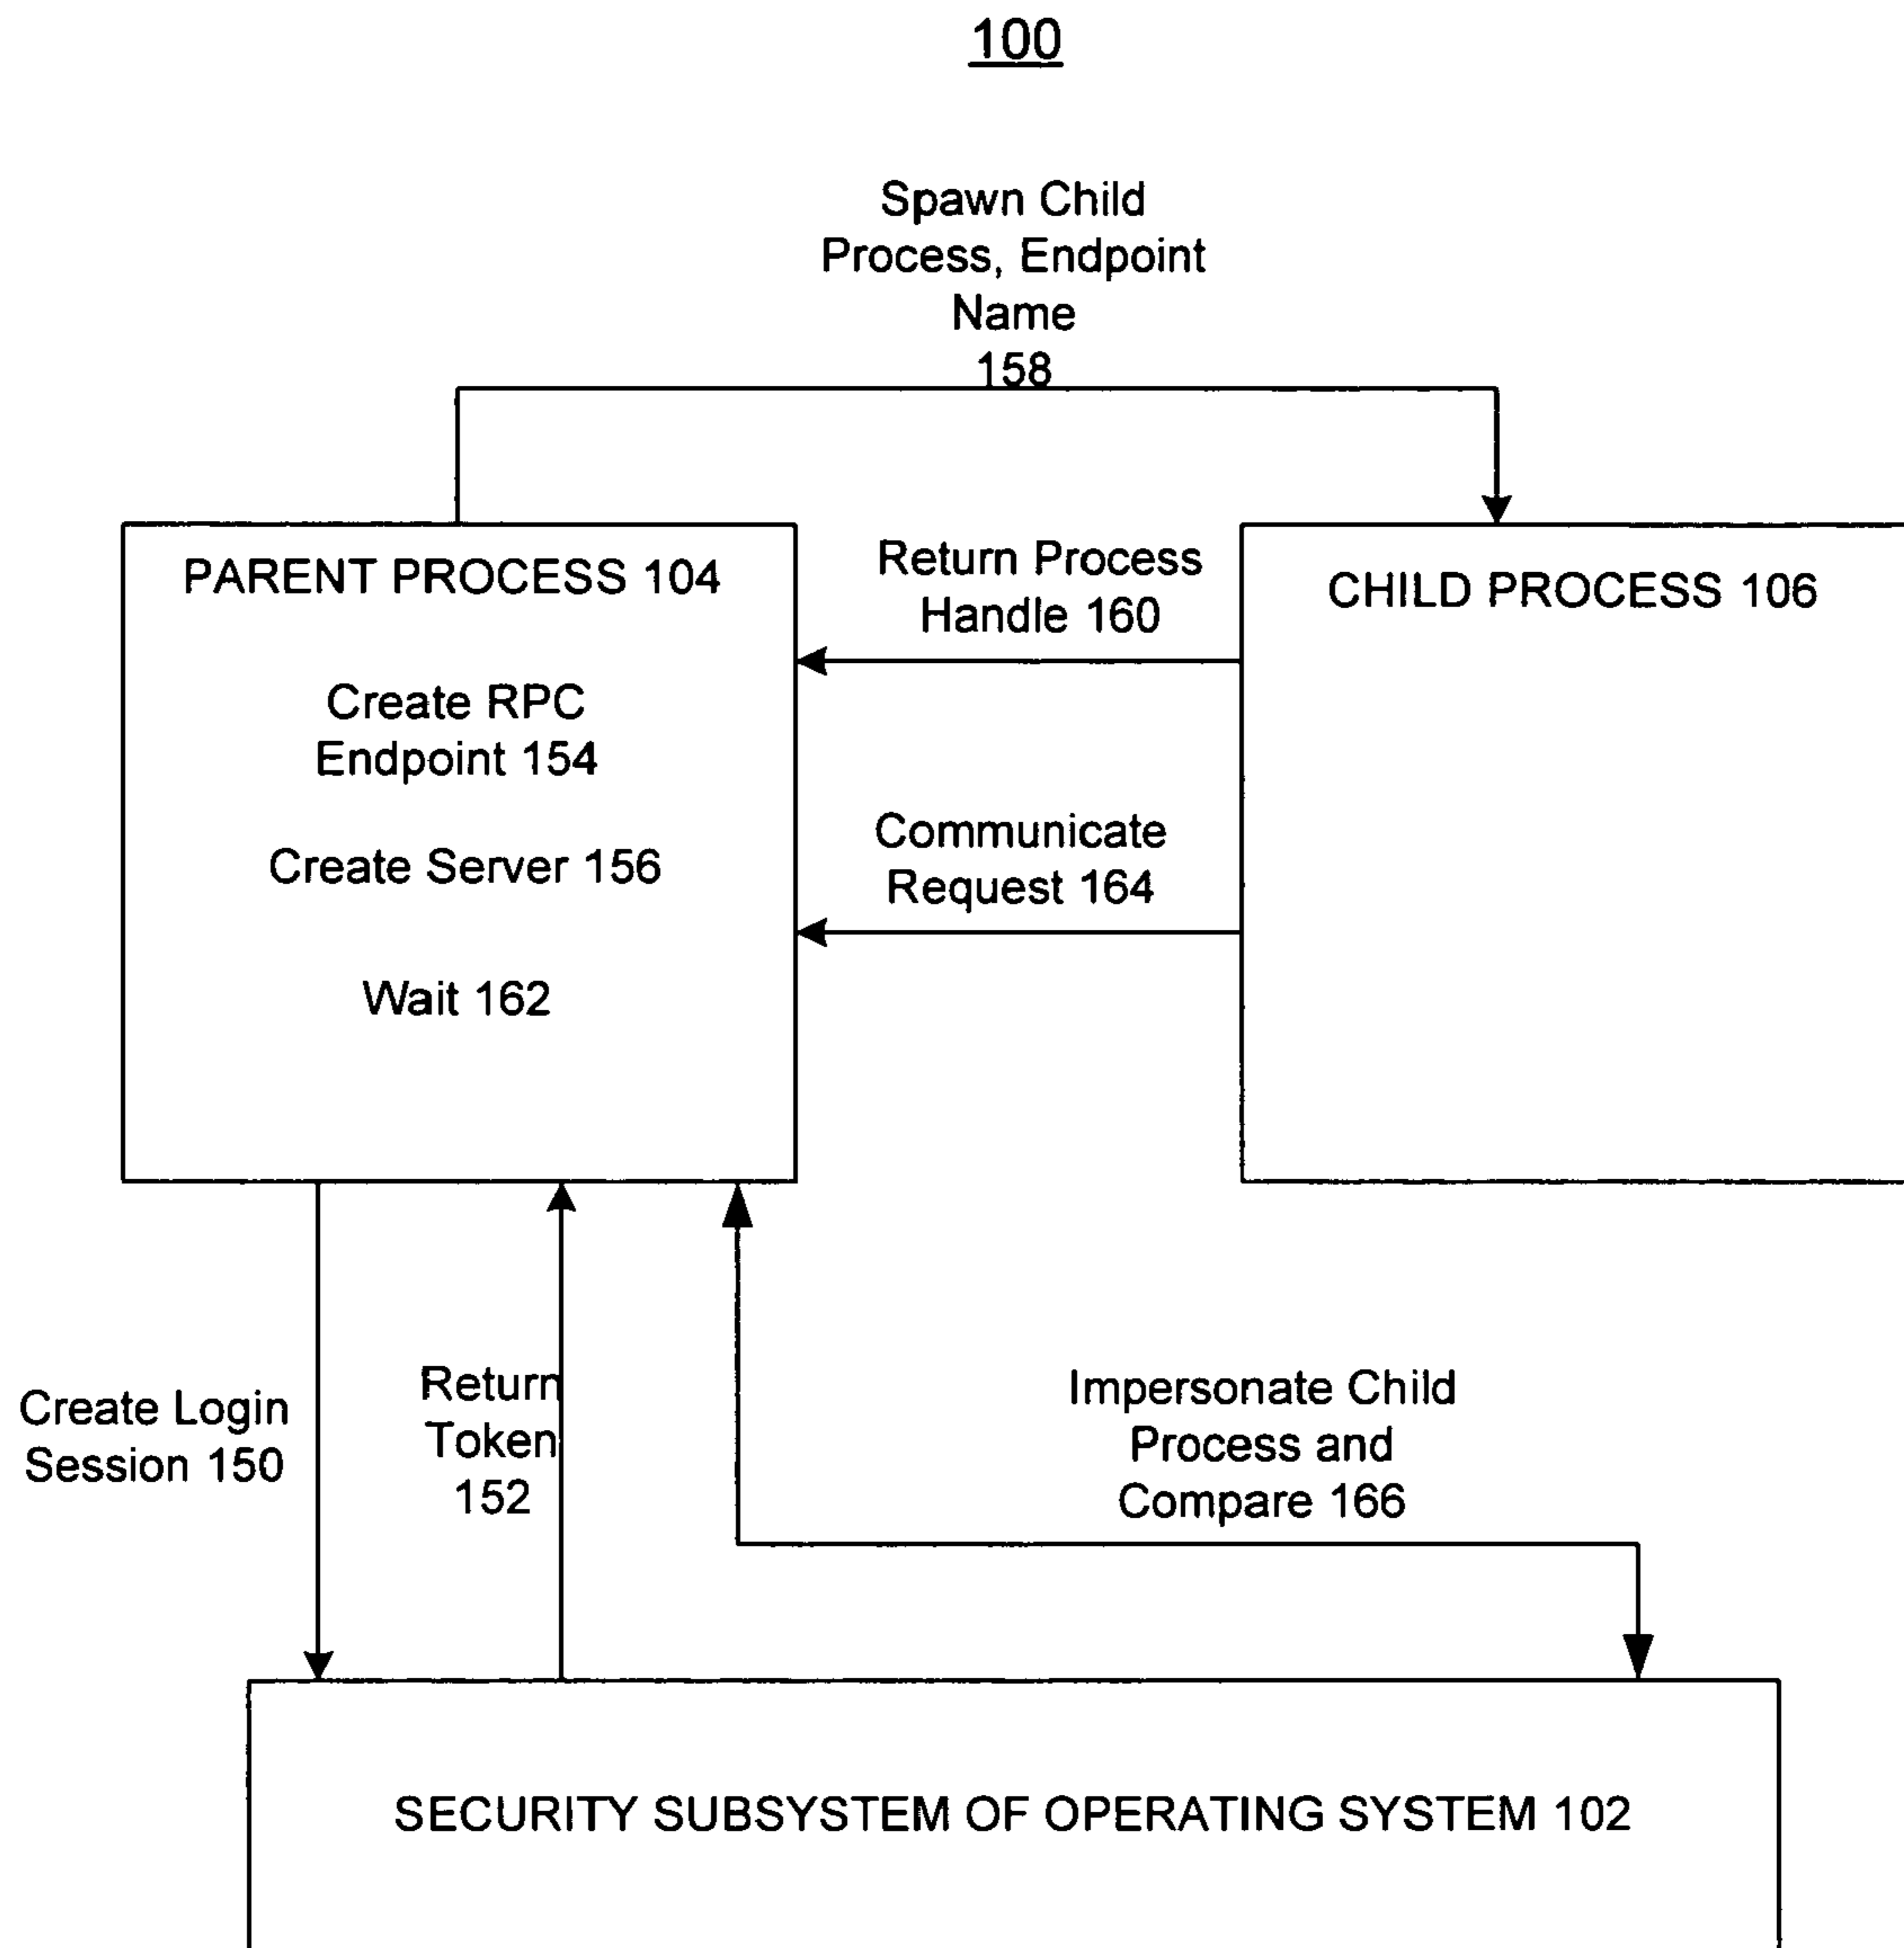 100
Spawn Child
Process, Endpoint
Name
158
PARENT PROCESS 104
Create RPC
Endpoint 154
Create Server 156
Wait 162
Return Process
Handle 160
Communicate
Request 164
CHILD PROCESS 106
Create Login
Session 150
Return
Token
152
Impersonate Child
Process and
Compare 166
SECURITY SUBSYSTEM OF OPERATING SYSTEM 102